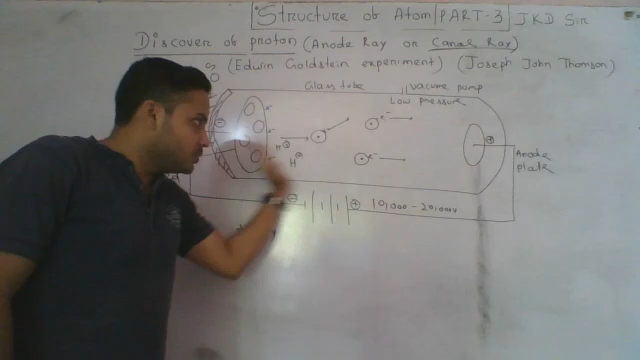 Structure of Atom | PART-3 | JKD Sir
Discover of proton (Anode Ray or Canal Ray)
(Edwin Goldstein experiment) (Joseph John Thomson)
Glass tube
vacume pump
Low pressure
e⁻
⊖
H⊕
H⊕
e⁻
⊕
Anode
plate
⊖
⊕
10,000 - 20,000V